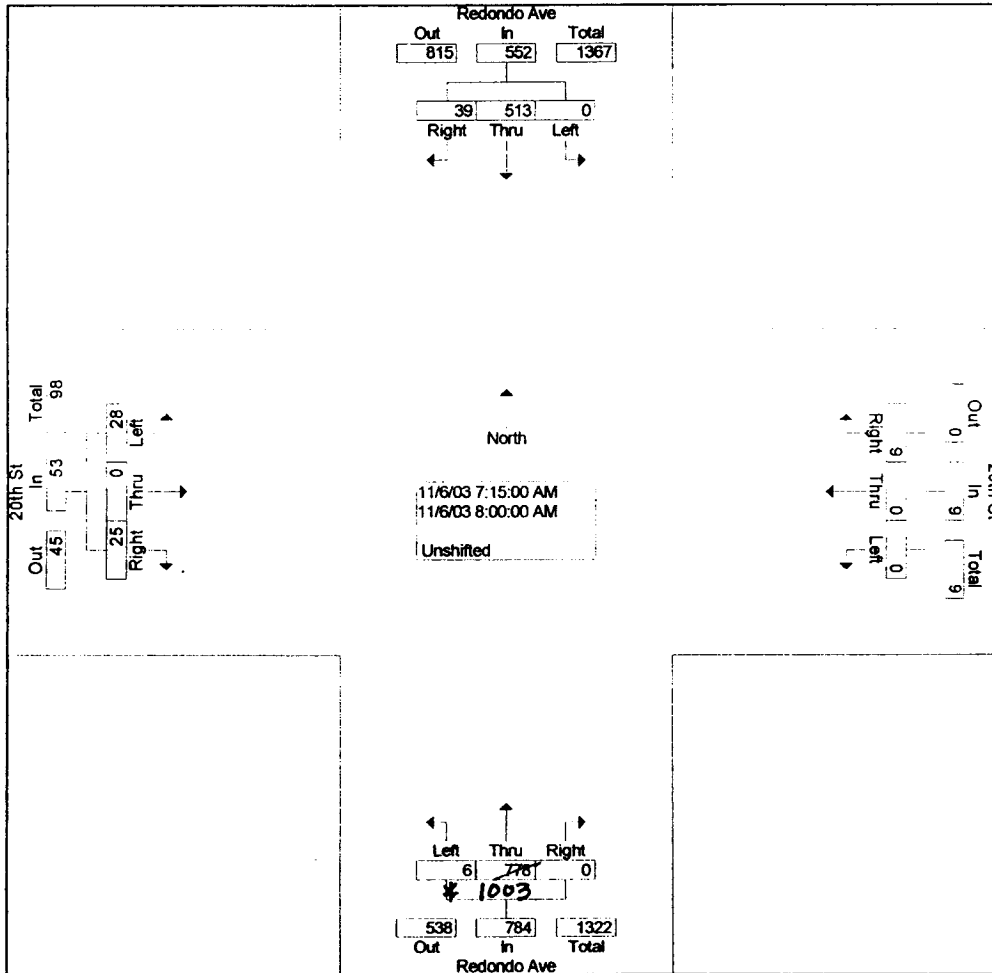 Redondo Ave
Out In Total
815 552 1367
39 513 0
Right Thru Left
20th St
Total In Out
98 53 45
28 0 25
Left Thru Right
North
11/6/03 7:15:00 AM
11/6/03 8:00:00 AM
Unshifted
Right Thru Left
9 0 0
Out In Total
0 9 9
20th St
Left Thru Right
6 778 0
* 1003
538 784 1322
Out In Total
Redondo Ave